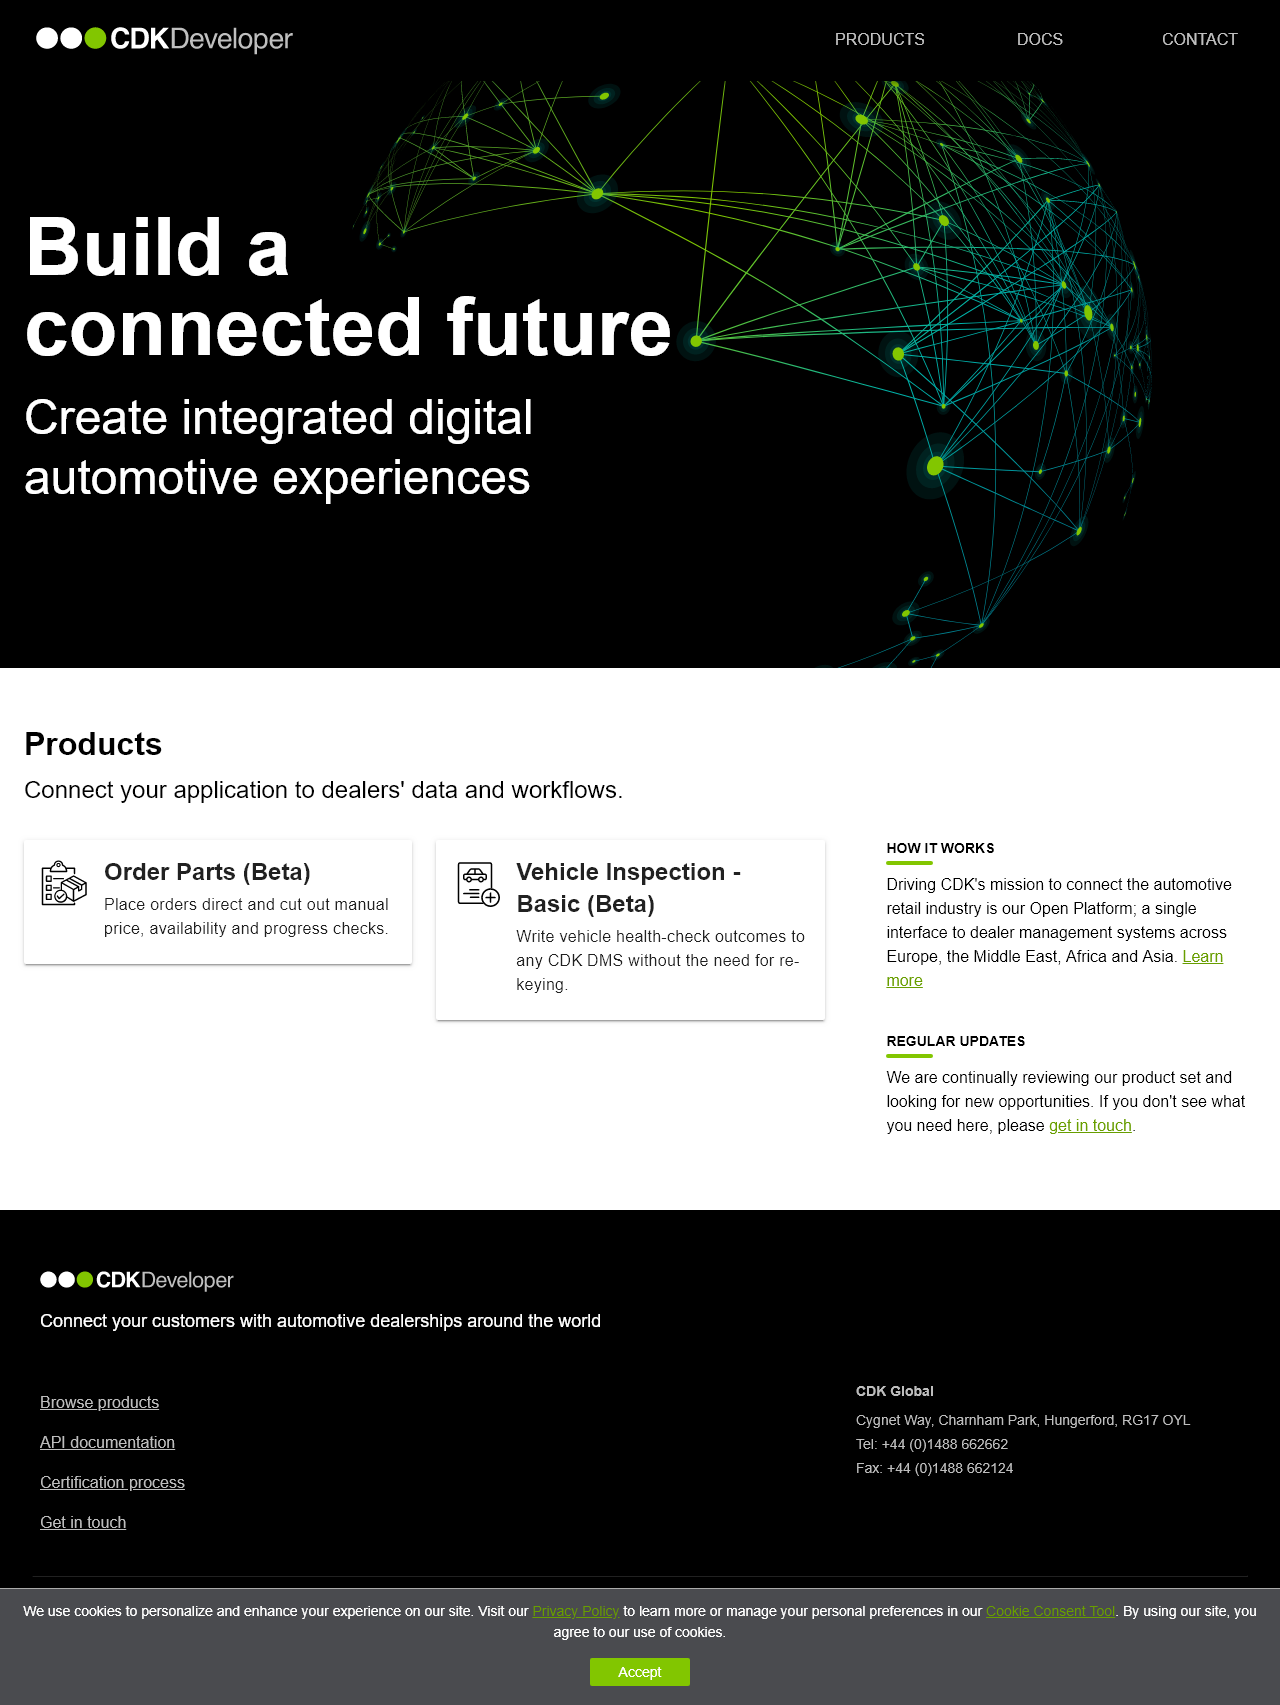 CDKDeveloper
PRODUCTS
DOCS
CONTACT
Build a
connected future
Create integrated digital
automotive experiences
Products
Connect your application to dealers' data and workflows.
Order Parts (Beta)
Place orders direct and cut out manual
price, availability and progress checks.
Vehicle Inspection -
Basic (Beta)
Write vehicle health-check outcomes to
any CDK DMS without the need for re-
keying.
HOW IT WORKS
Driving CDK's mission to connect the automotive
retail industry is our Open Platform; a single
interface to dealer management systems across
Europe, the Middle East, Africa and Asia. Learn
more
REGULAR UPDATES
We are continually reviewing our product set and
looking for new opportunities. If you don't see what
you need here, please get in touch.
CDKDeveloper
Connect your customers with automotive dealerships around the world
Browse products
API documentation
Certification process
Get in touch
CDK Global
Cygnet Way, Charnham Park, Hungerford, RG17 OYL
Tel: +44 (0)1488 662662
Fax: +44 (0)1488 662124
We use cookies to personalize and enhance your experience on our site. Visit our Privacy Policy to learn more or manage your personal preferences in our Cookie Consent Tool. By using our site, you
agree to our use of cookies.
Accept